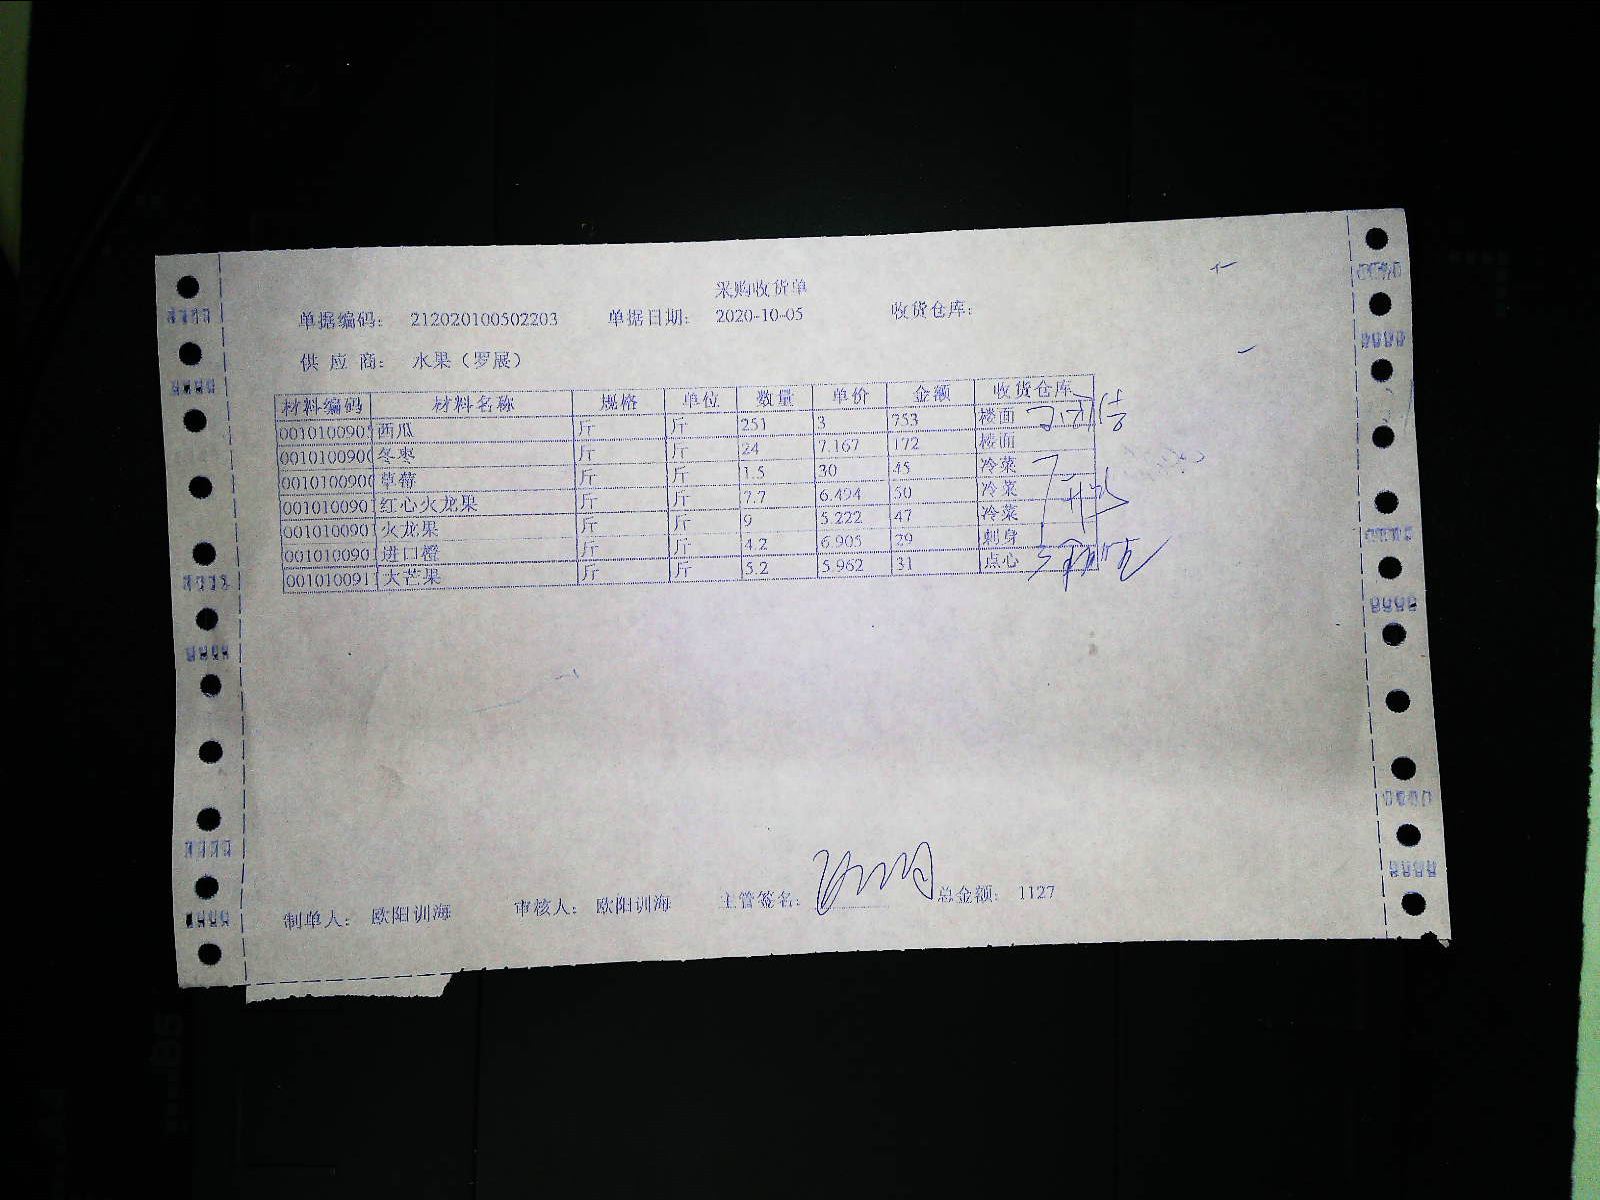 采购收货单
单据编码: 212020100502203 单据日期: 2020-10-05 收货仓库:
供 应 商: 水果（罗展）
材料编码 材料名称 规格 单位 数量 单价 金额 收货仓库
001010090 西瓜 斤 斤 251 3 753 楼面
001010090 冬枣 斤 斤 24 7.167 172 楼面
001010090 草莓 斤 斤 1.5 30 45 冷菜
001010090 红心火龙果 斤 斤 7.7 6.494 50 冷菜
001010090 火龙果 斤 斤 9 5.222 47 冷菜
001010090 进口橙 斤 斤 4.2 6.905 29 刺身
001010091 大芒果 斤 斤 5.2 5.962 31 点心
制单人: 欧阳训海 审核人: 欧阳训海 主管签名: 总金额: 1127